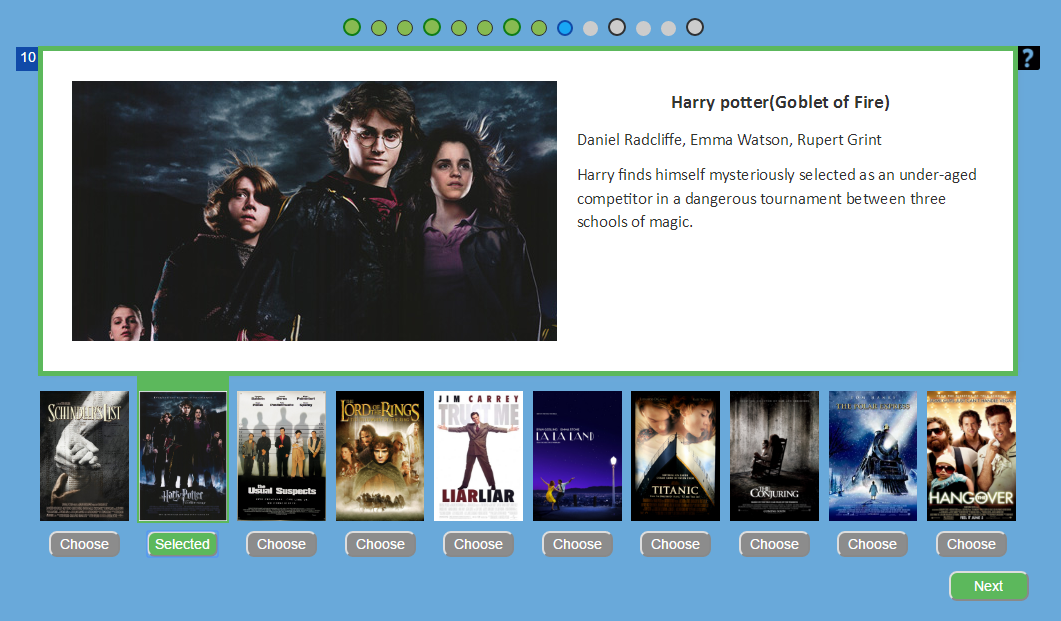 10
?
Harry potter(Goblet of Fire)
Daniel Radcliffe, Emma Watson, Rupert Grint
Harry finds himself mysteriously selected as an under-aged
competitor in a dangerous tournament between three
schools of magic.
SCHINDLER'S LIST
Harry Potter
The Usual Suspects
THE LORD OF THE RINGS
JIM CARREY
TRUST ME
LIAR LIAR
LA LA LAND
TITANIC
THE CONJURING
THE POLAR EXPRESS
HANGOVER
Choose
Selected
Choose
Choose
Choose
Choose
Choose
Choose
Choose
Choose
Next